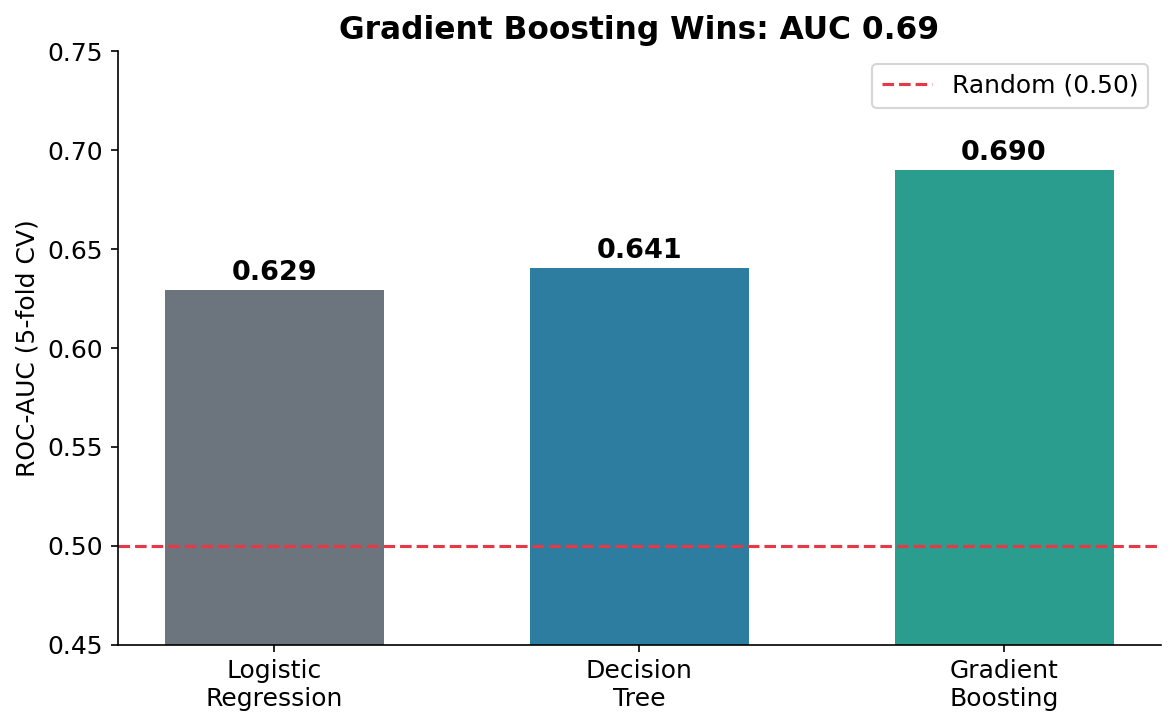 Gradient Boosting Wins: AUC 0.69
ROC-AUC (5-fold CV)
0.75
0.70
0.65
0.60
0.55
0.50
0.45
Random (0.50)
0.629
0.641
0.690
Logistic
Regression
Decision
Tree
Gradient
Boosting